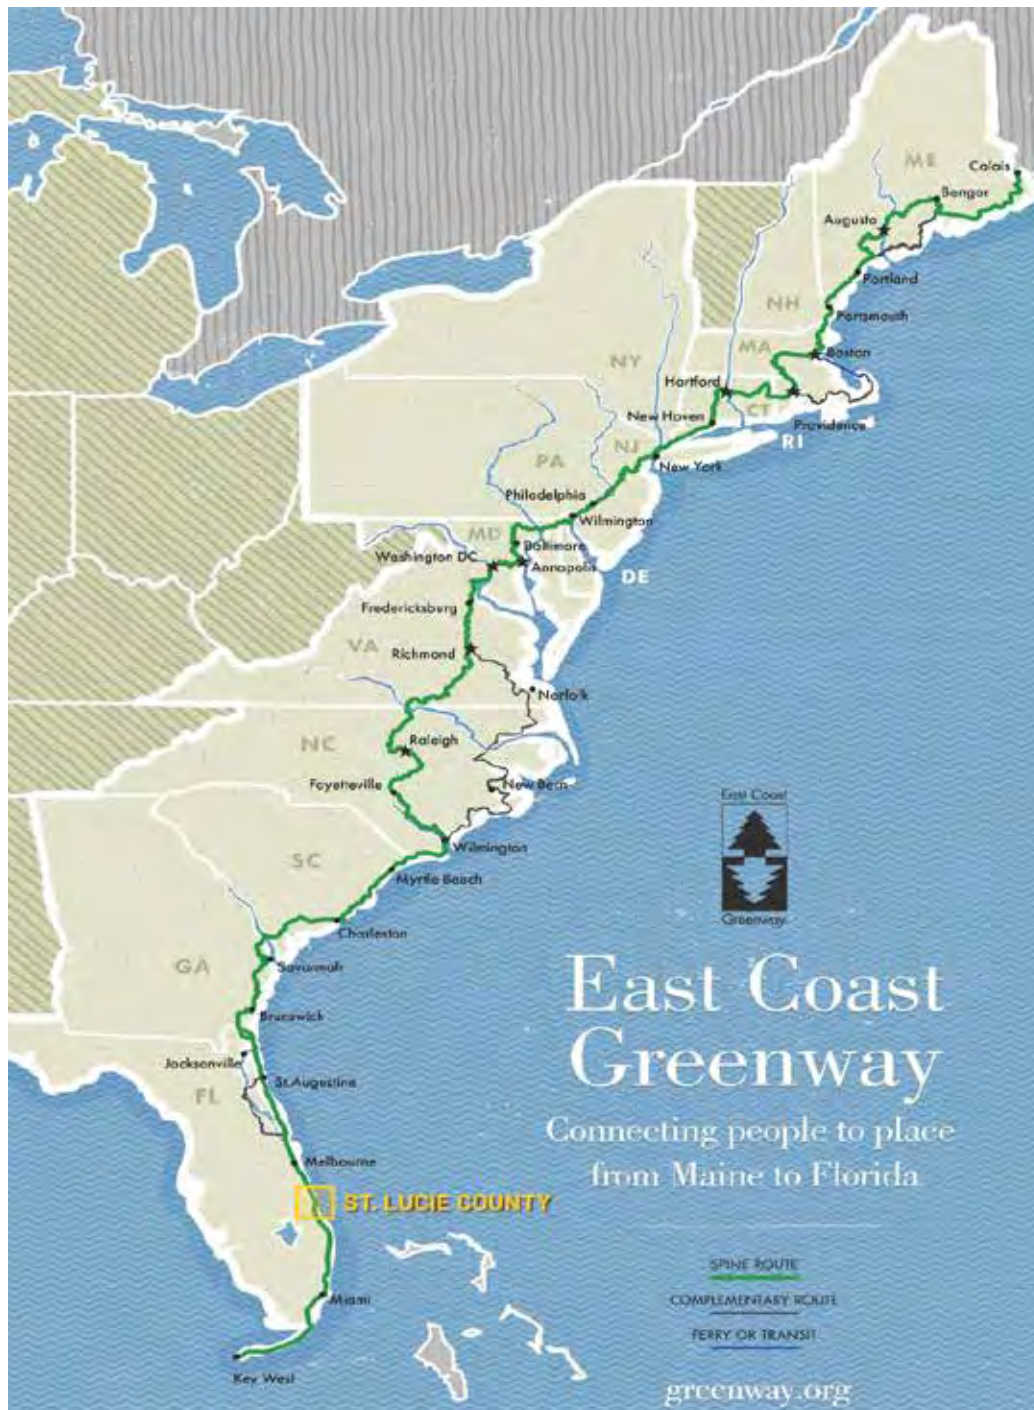 ME
Calais
Bangor
Augusta
Portland
NH
Portsmouth
MA
Boston
NY
Hartford
CT
New Haven
Providence
RI
NJ
New York
PA
Philadelphia
Wilmington
MD
Baltimore
Washington DC
Annapolis
DE
Fredericksburg
VA
Richmond
Norfolk
NC
Raleigh
Fayetteville
New Bern
East Coast
Wilmington
SC
Myrtle Beach
Greenway
Charleston
GA
Savannah
East Coast
Greenway
Brunswick
Jacksonville
St.Augustine
FL
Connecting people to place
from Maine to Florida
Melbourne
ST. LUCIE COUNTY
SPINE ROUTE
Miami
COMPLEMENTARY ROUTE
FERRY OR TRANSIT
Key West
greenway.org